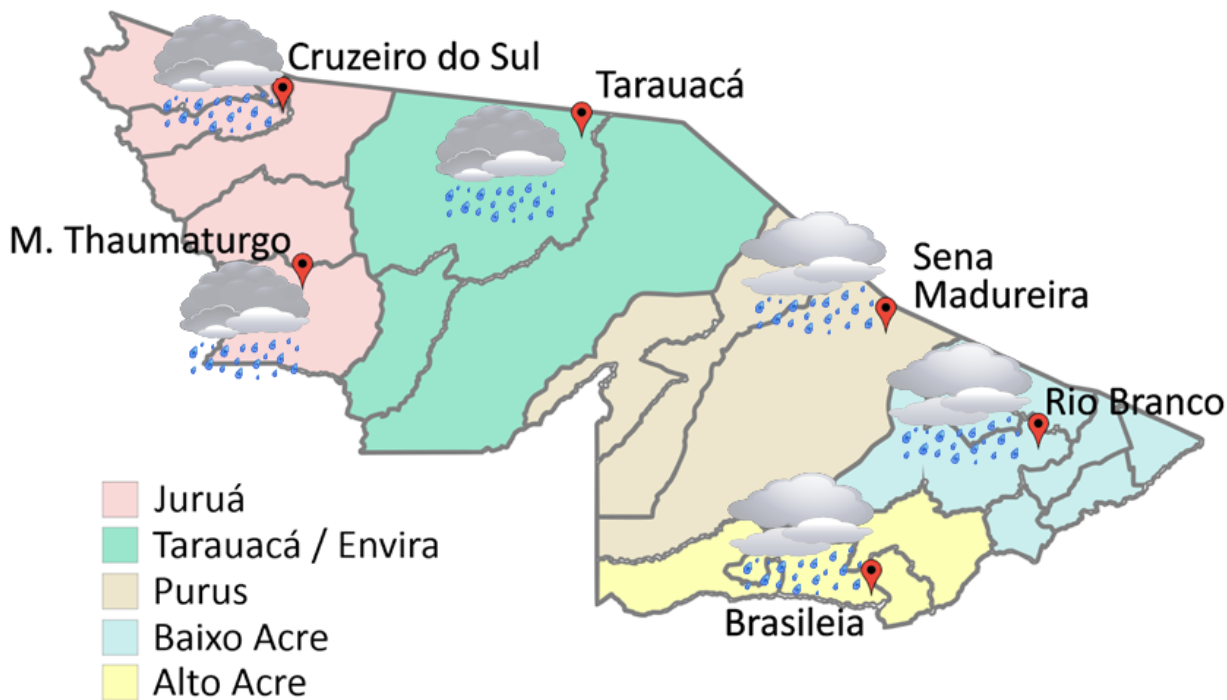 Cruzeiro do Sul
Tarauacá
M. Thaumaturgo
Sena
Madureira
Rio Branco
Brasileia
Juruá
Tarauacá / Envira
Purus
Baixo Acre
Alto Acre